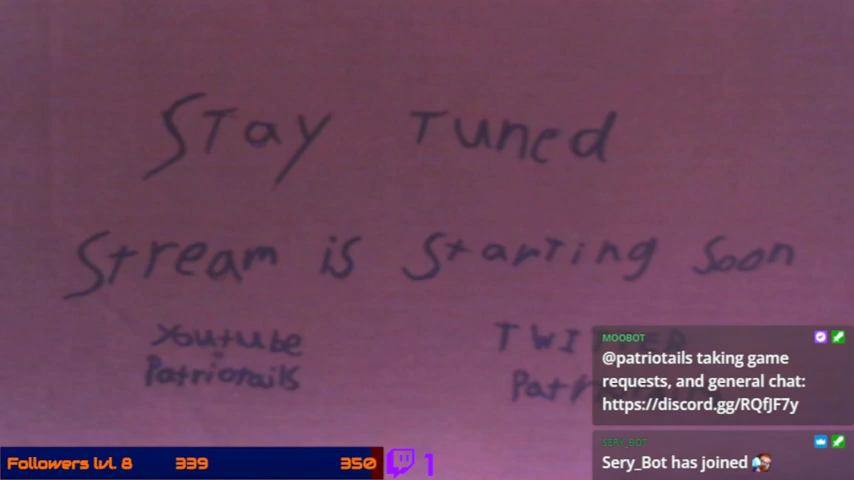 Stay Tuned
Stream is Starting Soon
Youtube
Patriotails
MOOBOT
@patriotails taking game
requests, and general chat:
https://discord.gg/RQfJF7y
SERY_BOT
Sery_Bot has joined
Followers lvl. 8 339 350 1